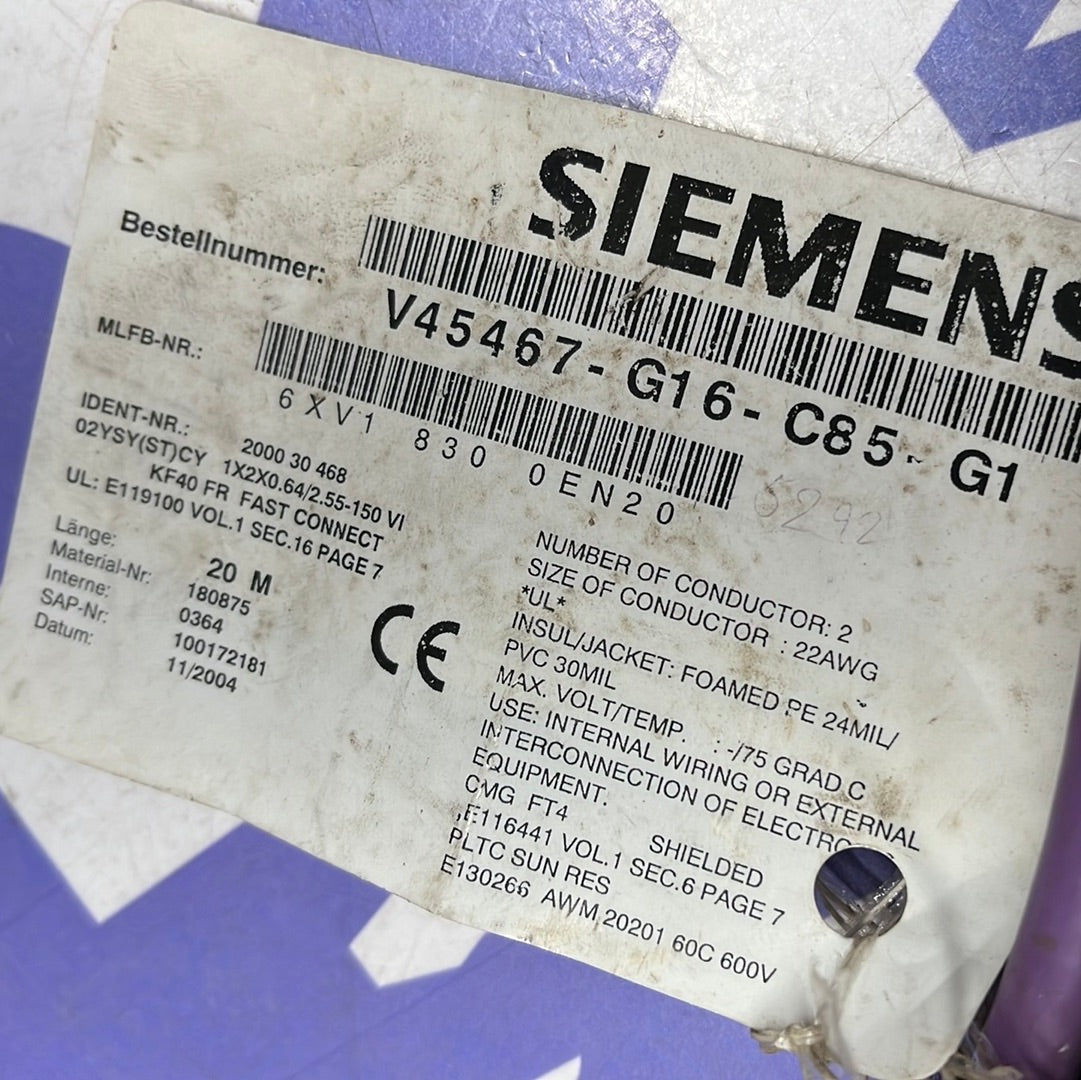 SIEMENS
Bestellnummer:
V45467-G16-C85-G1
MLFB-NR.:
6XV1 830 0EN20
IDENT-NR.: 2000 30 468
02YSY(ST)CY 1X2X0.64/2.55-150 VI
KF40 FR FAST CONNECT
UL: E119100 VOL.1 SEC.16 PAGE 7
Länge: 20 M
Material-Nr: 180875
Interne: 0364
SAP-Nr: 100172181
Datum: 11/2004
CE
5292
NUMBER OF CONDUCTOR: 2
SIZE OF CONDUCTOR : 22AWG
*UL*
INSUL/JACKET: FOAMED PE 24MIL/
PVC 30MIL
MAX. VOLT/TEMP. : -/75 GRAD C
USE: INTERNAL WIRING OR EXTERNAL
INTERCONNECTION OF ELECTRO
EQUIPMENT.
CMG FT4 SHIELDED
E116441 VOL.1 SEC.6 PAGE 7
PLTC SUN RES
E130266 AWM 20201 60C 600V